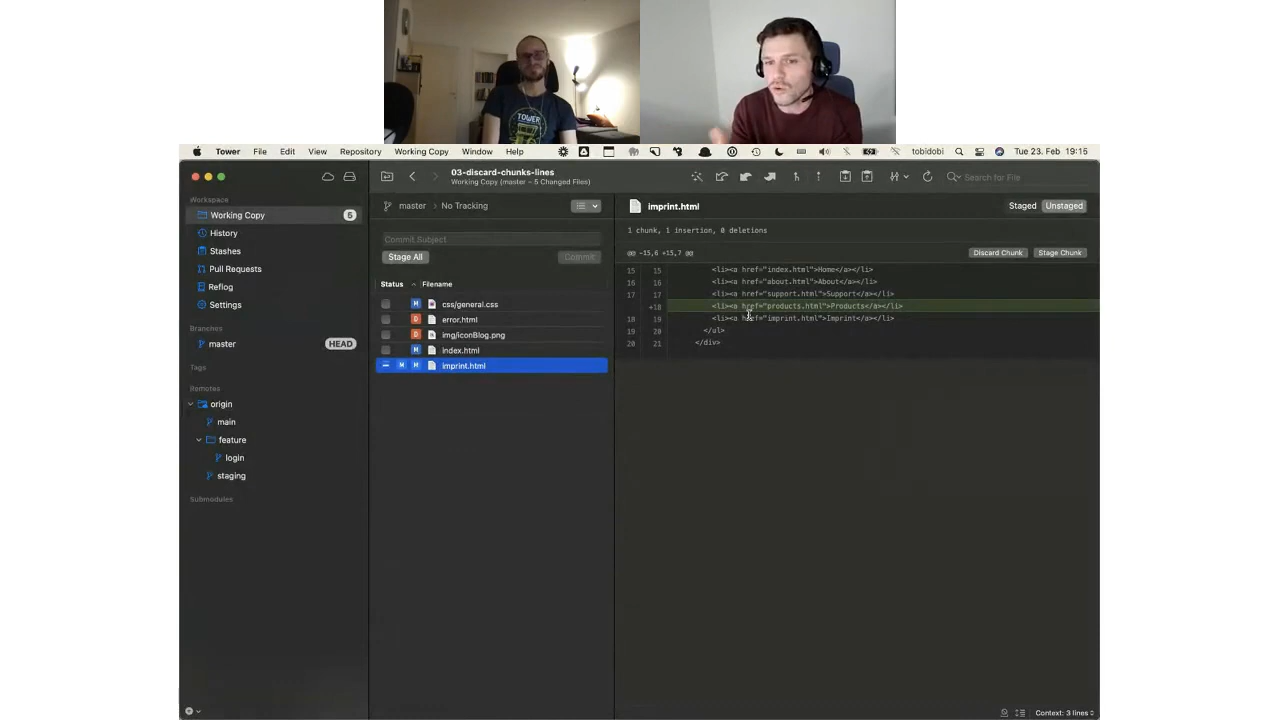 TOWER
Tower File Edit View Repository Working Copy Window Help tobidobi Tue 23. Feb 19:15
03-discard-chunks-lines
Working Copy (master – 5 Changed Files)
Search for File
Workspace
Working Copy 5
History
Stashes
Pull Requests
Reflog
Settings
Branches
master HEAD
Tags
Remotes
origin
main
feature
login
staging
Submodules
master No Tracking
Commit Subject
Stage All Commit
Status Filename
M css/general.css
D error.html
D img/iconBlog.png
M index.html
M M imprint.html
imprint.html Staged Unstaged
1 chunk, 1 insertion, 0 deletions
@@ -15,6 +15,7 @@ Discard Chunk Stage Chunk
15 15 <li><a href="index.html">Home</a></li>
16 16 <li><a href="about.html">About</a></li>
17 17 <li><a href="support.html">Support</a></li>
+18 <li><a href="products.html">Products</a></li>
18 19 <li><a href="imprint.html">Imprint</a></li>
19 20 </ul>
20 21 </div>
Context: 3 lines